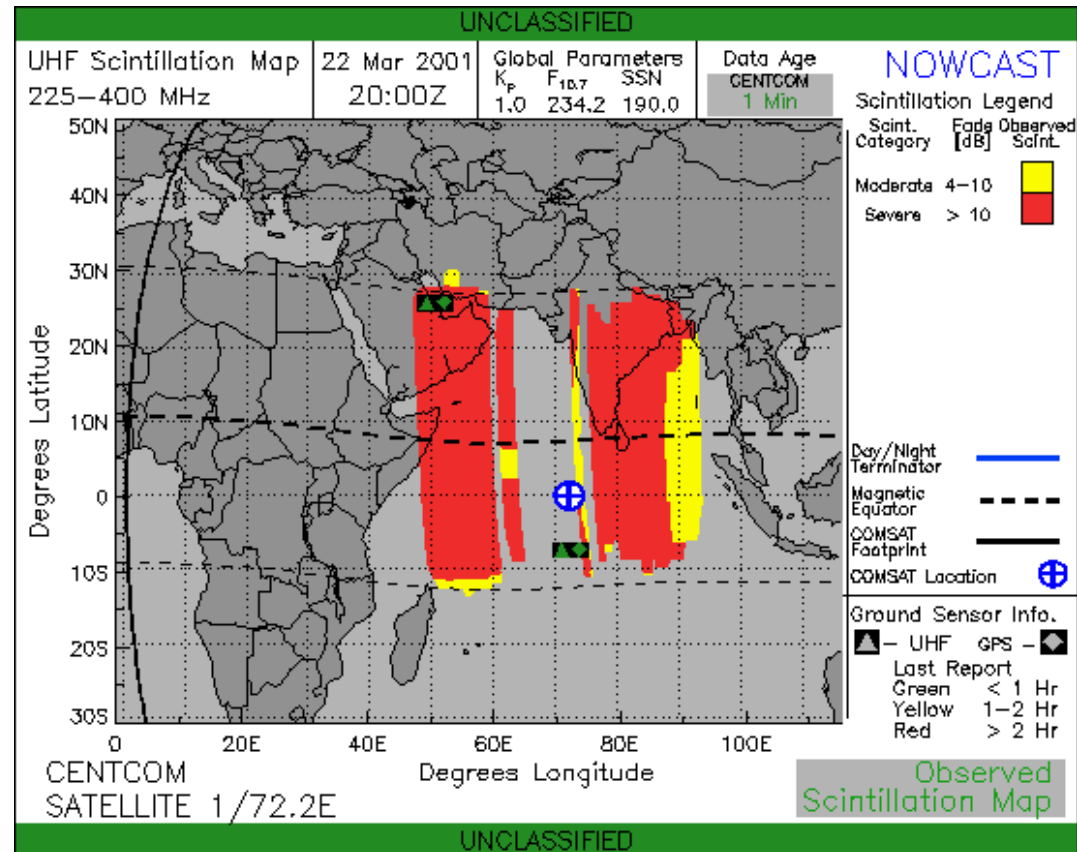 UNCLASSIFIED
UHF Scintillation Map
225–400 MHz
22 Mar 2001
20:00Z
Global Parameters
Kp F10.7 SSN
1.0 234.2 190.0
Data Age
CENTCOM
1 Min
NOWCAST
Scintillation Legend
Scint. Fade Observed
Category [dB] Scint.
Moderate 4–10
Severe > 10
Day/Night
Terminator
Magnetic
Equator
COMSAT
Footprint
COMSAT Location
Ground Sensor Info.
– UHF GPS –
Last Report
Green < 1 Hr
Yellow 1–2 Hr
Red > 2 Hr
Degrees Latitude
50N
40N
30N
20N
10N
0
10S
20S
30S
0 20E 40E 60E 80E 100E
Degrees Longitude
CENTCOM
SATELLITE 1/72.2E
Observed
Scintillation Map
UNCLASSIFIED